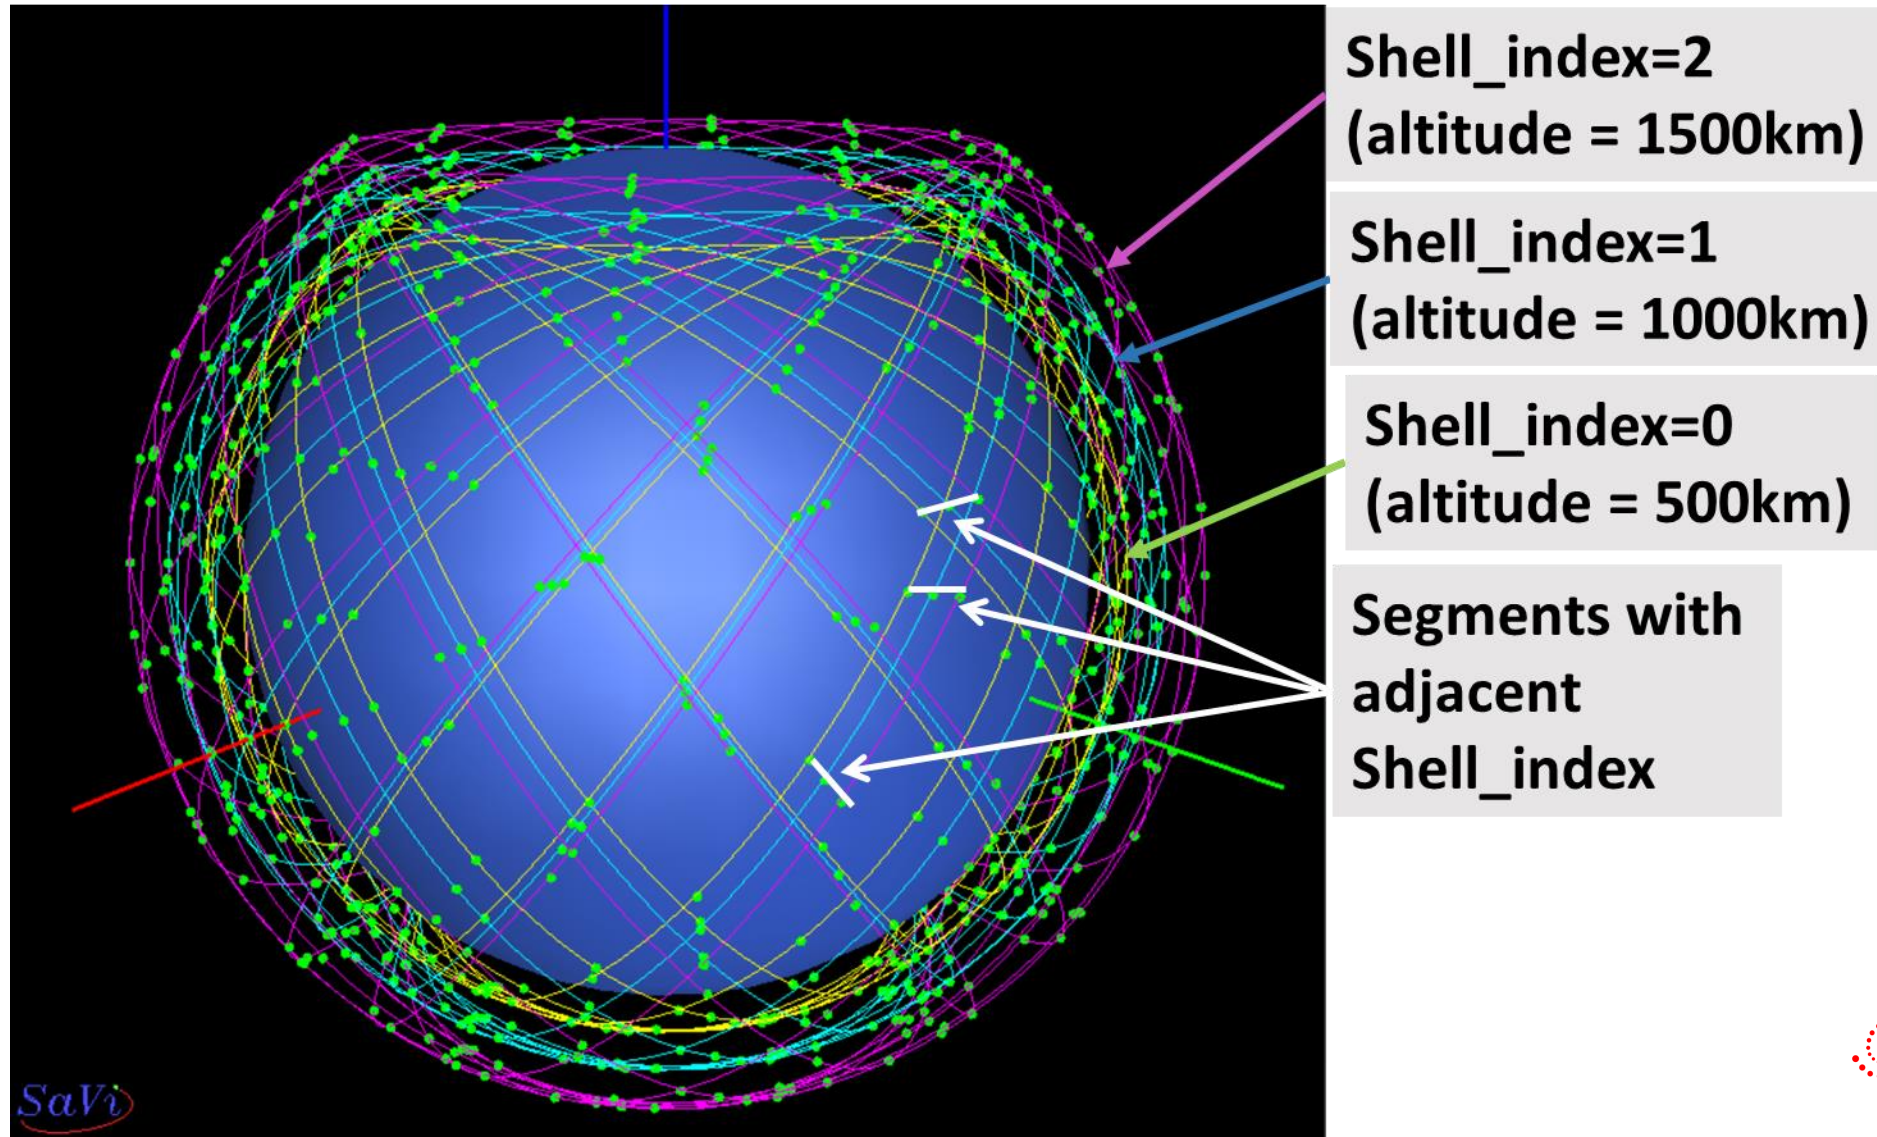 Shell_index=2
(altitude = 1500km)
Shell_index=1
(altitude = 1000km)
Shell_index=0
(altitude = 500km)
Segments with
adjacent
Shell_index
SaVi